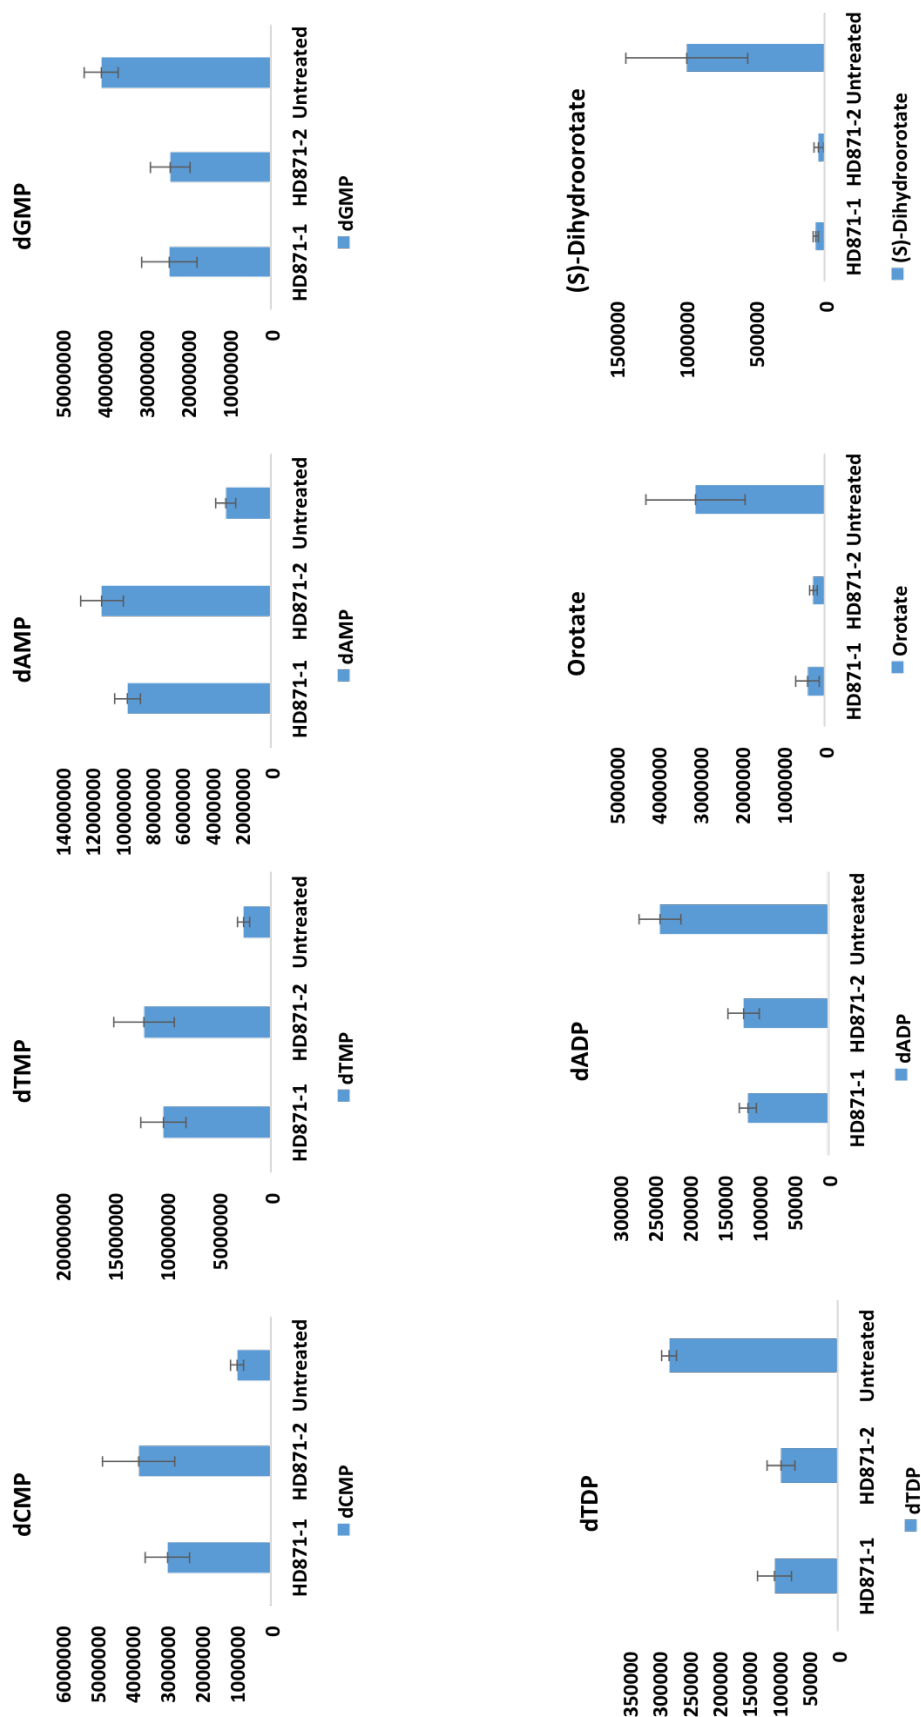 dCMP
6000000
5000000
4000000
3000000
2000000
1000000
0
HD871-1 HD871-2 Untreated
dCMP
dTMP
20000000
15000000
10000000
5000000
0
HD871-1 HD871-2 Untreated
dTMP
dAMP
14000000
12000000
10000000
8000000
6000000
4000000
2000000
0
HD871-1 HD871-2 Untreated
dAMP
dGMP
50000000
40000000
30000000
20000000
10000000
0
HD871-1 HD871-2 Untreated
dGMP
dTDP
350000
300000
250000
200000
150000
100000
50000
0
HD871-1 HD871-2 Untreated
dTDP
dADP
300000
250000
200000
150000
100000
50000
0
HD871-1 HD871-2 Untreated
dADP
Orotate
50000000
40000000
30000000
20000000
10000000
0
HD871-1 HD871-2 Untreated
Orotate
(S)-Dihydroorotate
1500000
1000000
500000
0
HD871-1 HD871-2 Untreated
(S)-Dihydroorotate